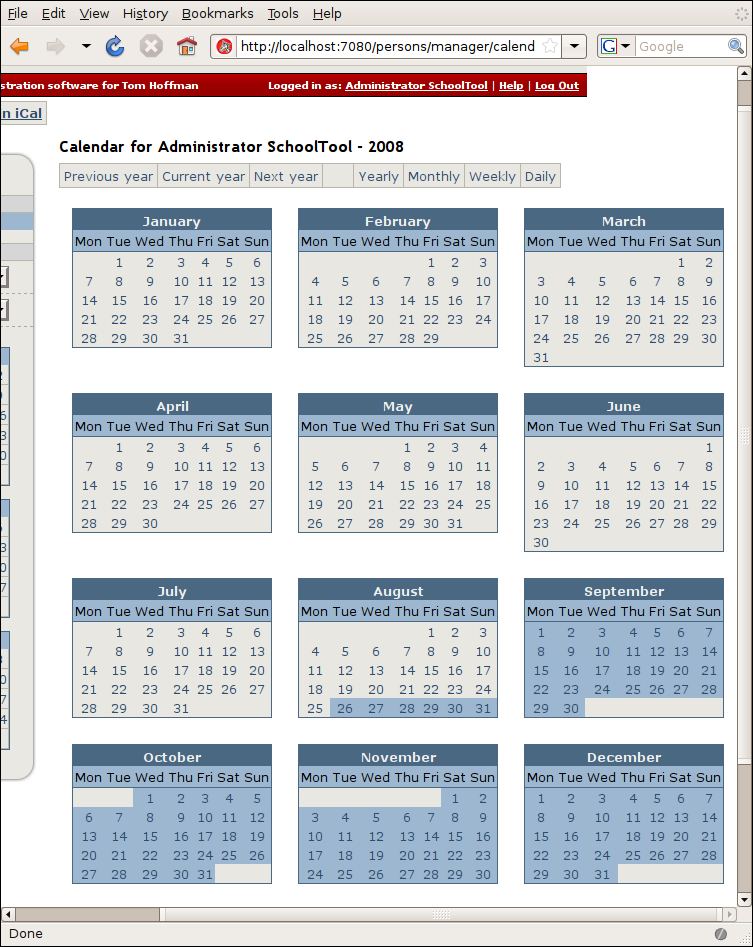 File Edit View History Bookmarks Tools Help
http://localhost:7080/persons/manager/calend
G Google
stration software for Tom Hoffman Logged in as: Administrator SchoolTool | Help | Log Out
n iCal
Calendar for Administrator SchoolTool - 2008
Previous year Current year Next year Yearly Monthly Weekly Daily
January February March
Mon Tue Wed Thu Fri Sat Sun Mon Tue Wed Thu Fri Sat Sun Mon Tue Wed Thu Fri Sat Sun
1 2 3 4 5 6 1 2 3 1 2
7 8 9 10 11 12 13 4 5 6 7 8 9 10 3 4 5 6 7 8 9
14 15 16 17 18 19 20 11 12 13 14 15 16 17 10 11 12 13 14 15 16
21 22 23 24 25 26 27 18 19 20 21 22 23 24 17 18 19 20 21 22 23
28 29 30 31 25 26 27 28 29 24 25 26 27 28 29 30
31
April May June
Mon Tue Wed Thu Fri Sat Sun Mon Tue Wed Thu Fri Sat Sun Mon Tue Wed Thu Fri Sat Sun
1 2 3 4 5 6 1 2 3 4 1
7 8 9 10 11 12 13 5 6 7 8 9 10 11 2 3 4 5 6 7 8
14 15 16 17 18 19 20 12 13 14 15 16 17 18 9 10 11 12 13 14 15
21 22 23 24 25 26 27 19 20 21 22 23 24 25 16 17 18 19 20 21 22
28 29 30 26 27 28 29 30 31 23 24 25 26 27 28 29
30
July August September
Mon Tue Wed Thu Fri Sat Sun Mon Tue Wed Thu Fri Sat Sun Mon Tue Wed Thu Fri Sat Sun
1 2 3 4 5 6 1 2 3 1 2 3 4 5 6 7
7 8 9 10 11 12 13 4 5 6 7 8 9 10 8 9 10 11 12 13 14
14 15 16 17 18 19 20 11 12 13 14 15 16 17 15 16 17 18 19 20 21
21 22 23 24 25 26 27 18 19 20 21 22 23 24 22 23 24 25 26 27 28
28 29 30 31 25 26 27 28 29 30 31 29 30
October November December
Mon Tue Wed Thu Fri Sat Sun Mon Tue Wed Thu Fri Sat Sun Mon Tue Wed Thu Fri Sat Sun
1 2 3 4 5 1 2 1 2 3 4 5 6 7
6 7 8 9 10 11 12 3 4 5 6 7 8 9 8 9 10 11 12 13 14
13 14 15 16 17 18 19 10 11 12 13 14 15 16 15 16 17 18 19 20 21
20 21 22 23 24 25 26 17 18 19 20 21 22 23 22 23 24 25 26 27 28
27 28 29 30 31 24 25 26 27 28 29 30 29 30 31
Done